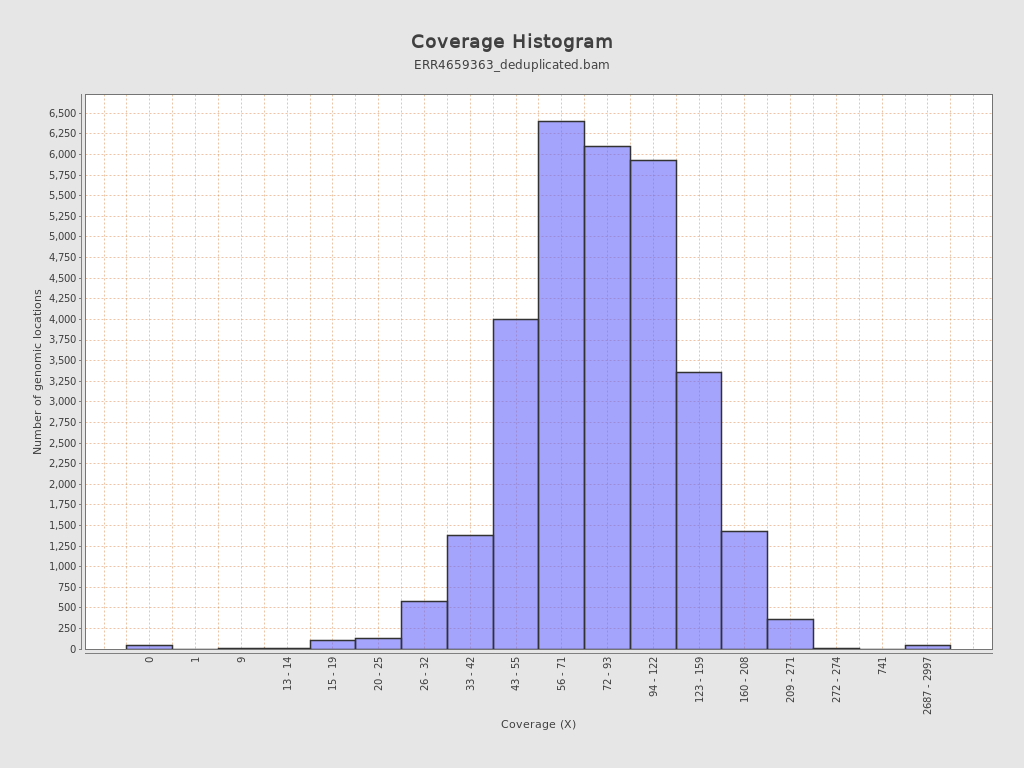 Coverage Histogram
ERR4659363_deduplicated.bam
Number of genomic locations
6,500
6,250
6,000
5,750
5,500
5,250
5,000
4,750
4,500
4,250
4,000
3,750
3,500
3,250
3,000
2,750
2,500
2,250
2,000
1,750
1,500
1,250
1,000
750
500
250
0
0
1
9
13 - 14
15 - 19
20 - 25
26 - 32
33 - 42
43 - 55
56 - 71
72 - 93
94 - 122
123 - 159
160 - 208
209 - 271
272 - 274
741
2687 - 2997
Coverage (X)